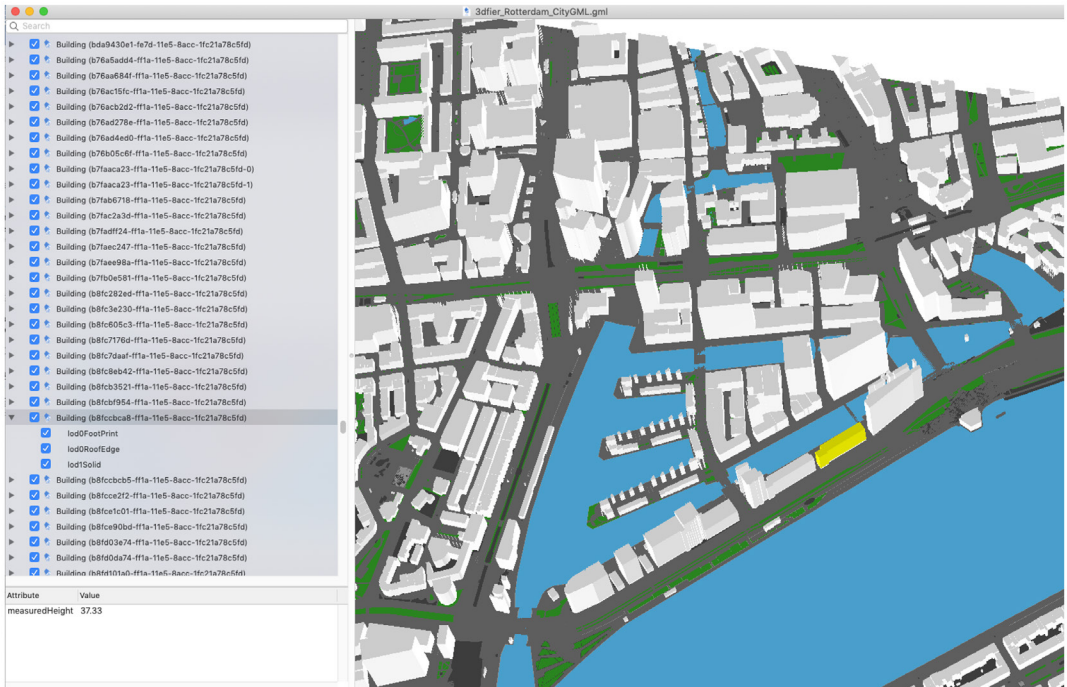 3dfier_Rotterdam_CityGML.gml
Search
Building (bda9430e1-fe7d-11e5-8acc-1fc21a78c5fd)
Building (b76a5add4-ff1a-11e5-8acc-1fc21a78c5fd)
Building (b76aa684f-ff1a-11e5-8acc-1fc21a78c5fd)
Building (b76ac15fc-ff1a-11e5-8acc-1fc21a78c5fd)
Building (b76acb2d2-ff1a-11e5-8acc-1fc21a78c5fd)
Building (b76ad278e-ff1a-11e5-8acc-1fc21a78c5fd)
Building (b76ad4ed0-ff1a-11e5-8acc-1fc21a78c5fd)
Building (b76b05c6f-ff1a-11e5-8acc-1fc21a78c5fd)
Building (b7faaca23-ff1a-11e5-8acc-1fc21a78c5fd-0)
Building (b7faaca23-ff1a-11e5-8acc-1fc21a78c5fd-1)
Building (b7fab6718-ff1a-11e5-8acc-1fc21a78c5fd)
Building (b7fac2a3d-ff1a-11e5-8acc-1fc21a78c5fd)
Building (b7fadff24-ff1a-11e5-8acc-1fc21a78c5fd)
Building (b7faec247-ff1a-11e5-8acc-1fc21a78c5fd)
Building (b7faee98a-ff1a-11e5-8acc-1fc21a78c5fd)
Building (b7fb0e581-ff1a-11e5-8acc-1fc21a78c5fd)
Building (b8fc282ed-ff1a-11e5-8acc-1fc21a78c5fd)
Building (b8fc3e230-ff1a-11e5-8acc-1fc21a78c5fd)
Building (b8fc605c3-ff1a-11e5-8acc-1fc21a78c5fd)
Building (b8fc7176d-ff1a-11e5-8acc-1fc21a78c5fd)
Building (b8fc7daaf-ff1a-11e5-8acc-1fc21a78c5fd)
Building (b8fc8eb42-ff1a-11e5-8acc-1fc21a78c5fd)
Building (b8fcb3521-ff1a-11e5-8acc-1fc21a78c5fd)
Building (b8fcbf954-ff1a-11e5-8acc-1fc21a78c5fd)
Building (b8fccbca8-ff1a-11e5-8acc-1fc21a78c5fd)
lod0FootPrint
lod0RoofEdge
lod1Solid
Building (b8fccbcb5-ff1a-11e5-8acc-1fc21a78c5fd)
Building (b8fcce2f2-ff1a-11e5-8acc-1fc21a78c5fd)
Building (b8fce1c01-ff1a-11e5-8acc-1fc21a78c5fd)
Building (b8fce90bd-ff1a-11e5-8acc-1fc21a78c5fd)
Building (b8fd03e74-ff1a-11e5-8acc-1fc21a78c5fd)
Building (b8fd0da74-ff1a-11e5-8acc-1fc21a78c5fd)
Building (b8fd101a0-ff1a-11e5-8acc-1fc21a78c5fd)
Attribute Value
measuredHeight 37.33